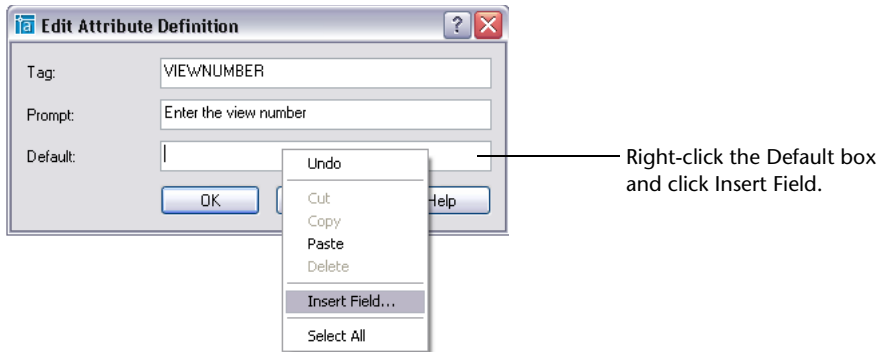 Edit Attribute Definition
Tag: VIEWNUMBER
Prompt: Enter the view number
Default:
Right-click the Default box
and click Insert Field.
OK
Undo
Cut
Copy
Paste
Delete
Insert Field...
Select All